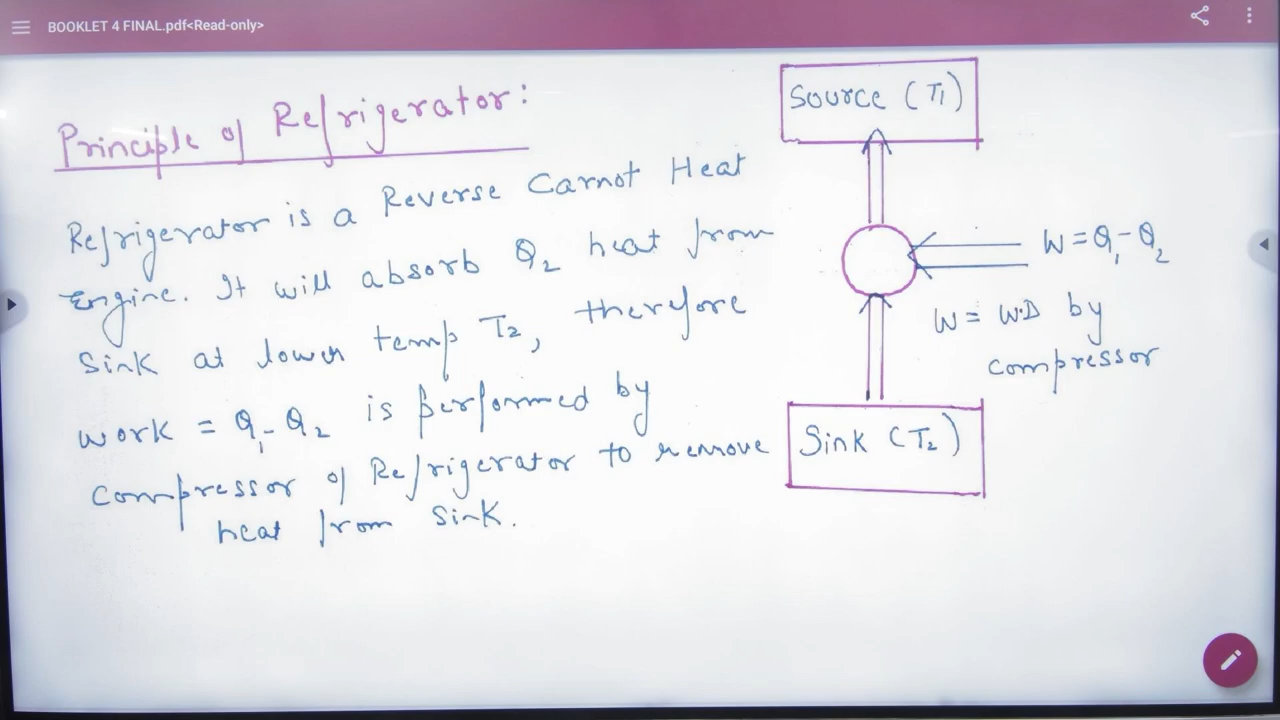 BOOKLET 4 FINAL.pdf<Read-only>
Principle of Refrigerator:
Refrigerator is a Reverse Carnot Heat
Engine. It will absorb Q₂ heat from
Sink at lower temp T₂, therefore
work = Q₁ - Q₂ is performed by
compressor of Refrigerator to remove
heat from sink.
Source (T₁)
W = Q₁ - Q₂
W = W.D by
compressor
Sink (T₂)